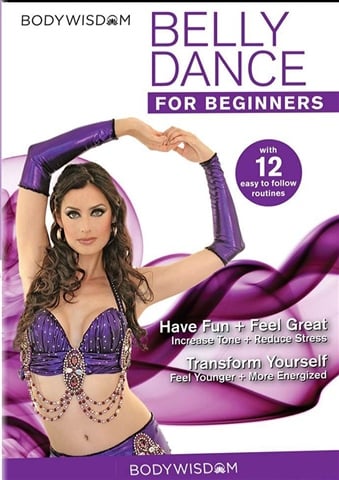 BODYWISDOM
BELLY
DANCE
FOR BEGINNERS
with
12
easy to follow
routines
Have Fun + Feel Great
Increase Tone + Reduce Stress
Transform Yourself
Feel Younger + More Energized
BODYWISDOM